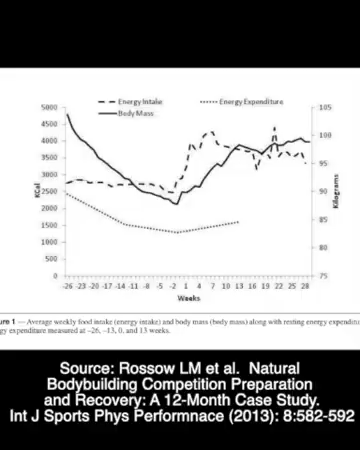 Energy Intake
Energy Expenditure
Body Mass
5000
4500
4000
3500
3000
2500
2000
1500
1000
500
0
KCal
105
100
95
90
85
80
75
Kilograms
-26 -23 -20 -17 -14 -11 -8 -5 -2 1 4 7 10 13 16 19 22 25 28
Weeks
ure 1 — Average weekly food intake (energy intake) and body mass (body mass) along with resting energy expenditu
gy expenditure measured at –26, –13, 0, and 13 weeks.
Source: Rossow LM et al. Natural
Bodybuilding Competition Preparation
and Recovery: A 12-Month Case Study.
Int J Sports Phys Performnace (2013): 8:582-592